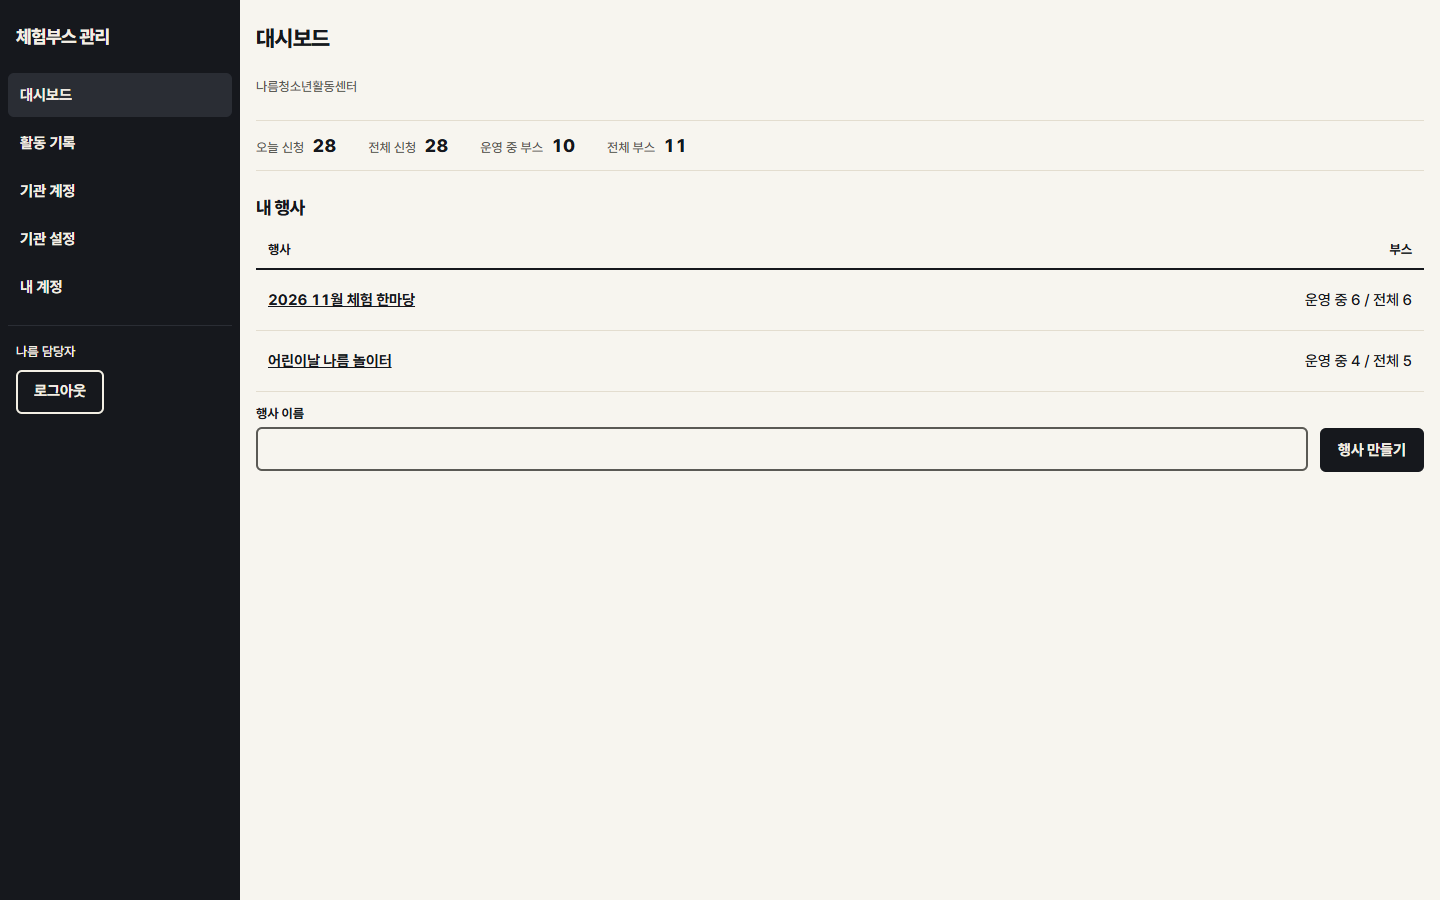 체험부스 관리
대시보드
활동 기록
기관 계정
기관 설정
내 계정
나름 담당자
로그아웃
대시보드
나름청소년활동센터
오늘 신청 28 전체 신청 28 운영 중 부스 10 전체 부스 11
내 행사
행사 부스
2026 11월 체험 한마당 운영 중 6 / 전체 6
어린이날 나름 놀이터 운영 중 4 / 전체 5
행사 이름
행사 만들기